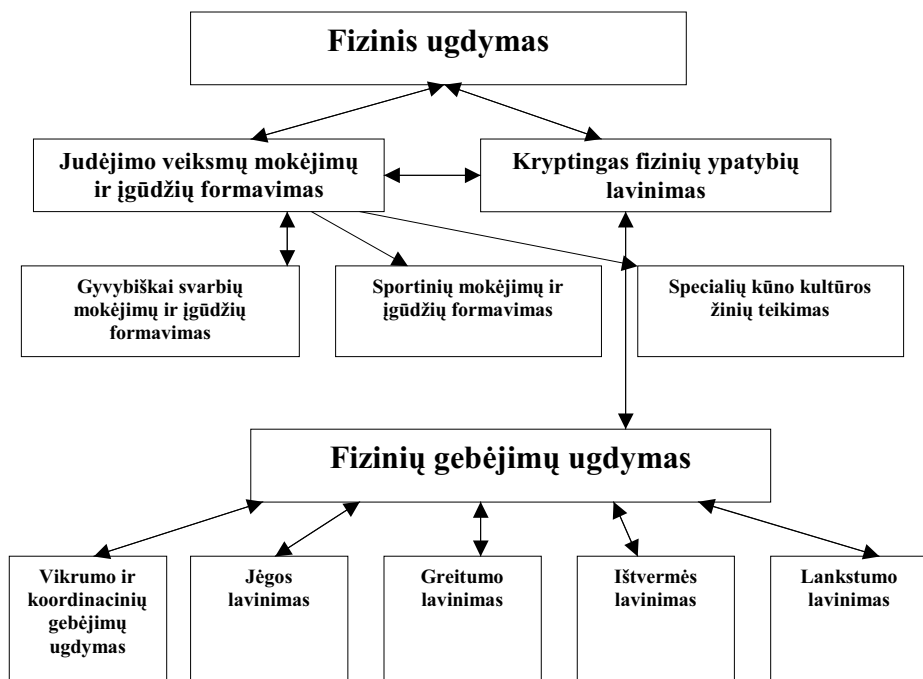 Fizinis ugdymas
Judėjimo veiksmų mokėjimų
ir įgūdžių formavimas
Kryptingas fizinių ypatybių
lavinimas
Gyvybiškai svarbių
mokėjimų ir įgūdžių
formavimas
Sportinių mokėjimų ir
įgūdžių formavimas
Specialių kūno kultūros
žinių teikimas
Fizinių gebėjimų ugdymas
Vikrumo ir
koordinacinių
gebėjimų
ugdymas
Jėgos
lavinimas
Greitumo
lavinimas
Ištvermės
lavinimas
Lankstumo
lavinimas